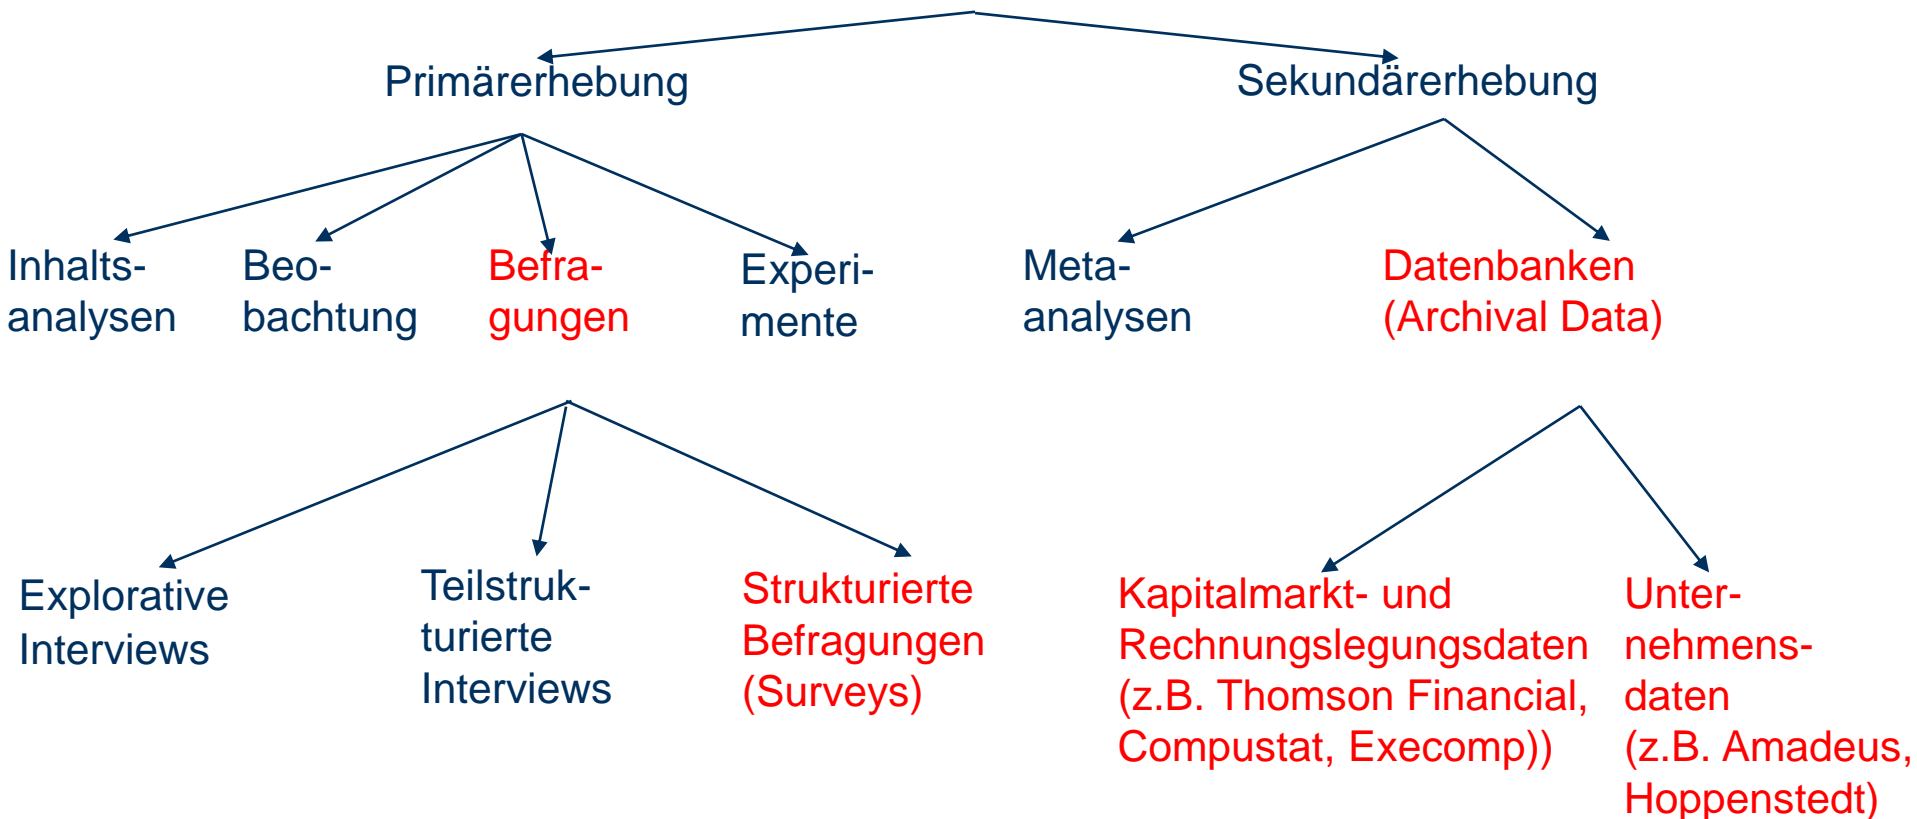 Primärerhebung
Sekundärerhebung
Inhalts-
analysen
Beo-
bachtung
Befra-
gungen
Experi-
mente
Meta-
analysen
Datenbanken
(Archival Data)
Explorative
Interviews
Teilstruk-
turierte
Interviews
Strukturierte
Befragungen
(Surveys)
Kapitalmarkt- und
Rechnungslegungsdaten
(z.B. Thomson Financial,
Compustat, Execomp))
Unter-
nehmens-
daten
(z.B. Amadeus,
Hoppenstedt)